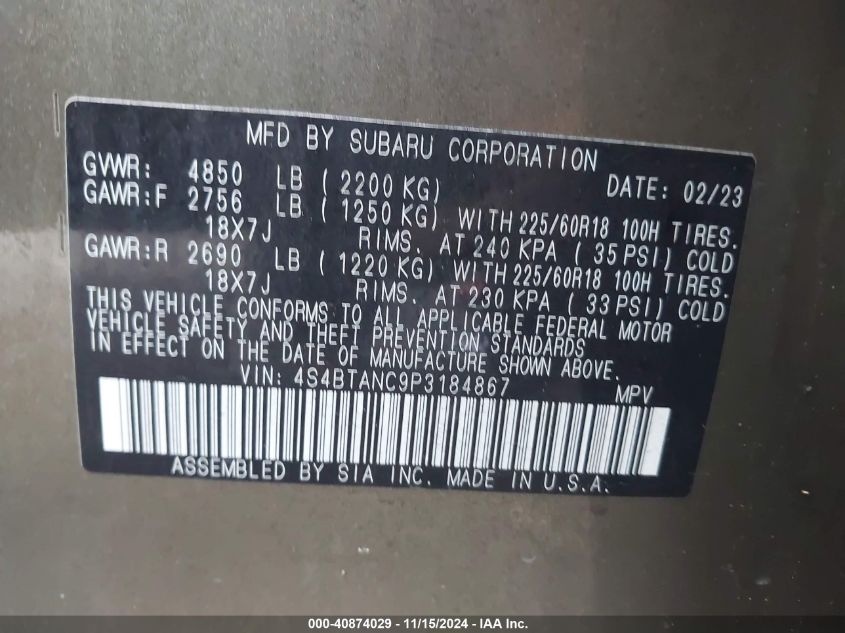 MFD BY SUBARU CORPORATION
GVWR: 4850 LB ( 2200 KG) DATE: 02/23
GAWR:F 2756 LB ( 1250 KG) WITH 225/60R18 100H TIRES.
18X7J RIMS. AT 240 KPA ( 35 PSI) COLD
GAWR:R 2690 LB ( 1220 KG) WITH 225/60R18 100H TIRES.
18X7J RIMS. AT 230 KPA ( 33 PSI) COLD
THIS VEHICLE CONFORMS TO ALL APPLICABLE FEDERAL MOTOR
VEHICLE SAFETY AND THEFT PREVENTION STANDARDS
IN EFFECT ON THE DATE OF MANUFACTURE SHOWN ABOVE.
VIN: 4S4BTANC9P3184867 MPV
ASSEMBLED BY SIA INC. MADE IN U.S.A.
000-40874029 - 11/15/2024 - IAA Inc.